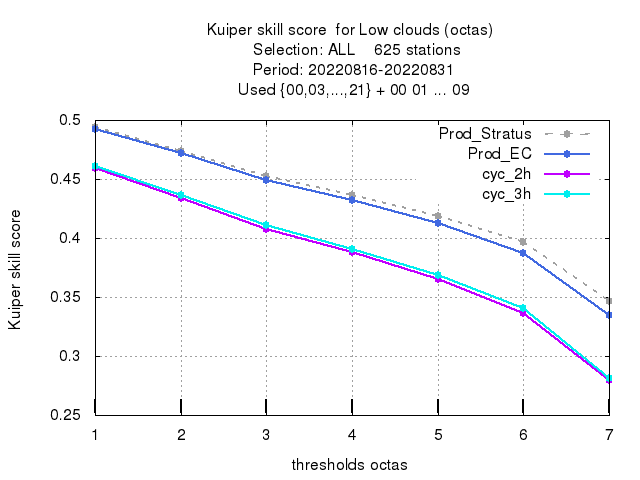 Kuiper skill score  for Low clouds (octas)
Selection: ALL    625 stations
Period: 20220816-20220831
Used {00,03,...,21} + 00 01 ... 09
Prod_Stratus
Prod_EC
cyc_2h
cyc_3h
Kuiper skill score
0.5
0.45
0.4
0.35
0.3
0.25
1 2 3 4 5 6 7
thresholds octas